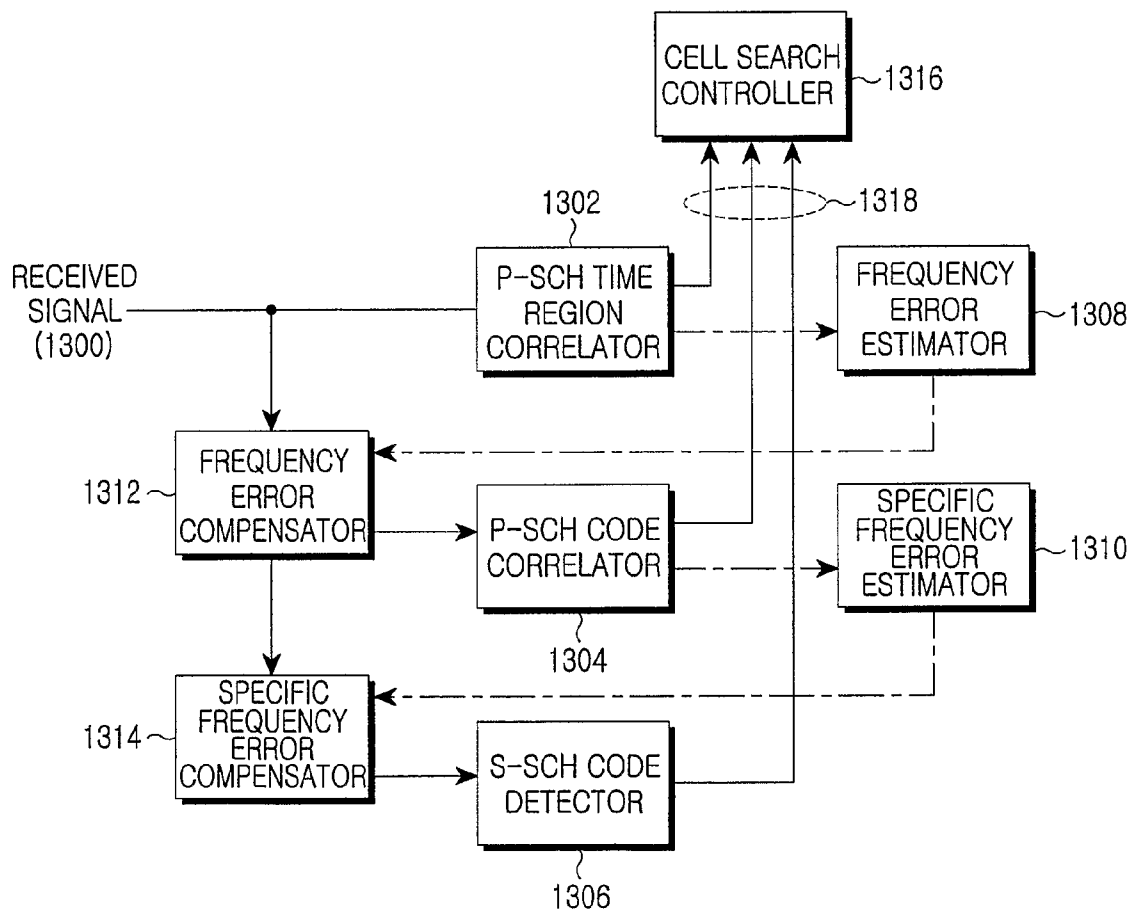 CELL SEARCH
CONTROLLER
1316
1318
1302
P-SCH TIME
REGION
CORRELATOR
FREQUENCY
ERROR
ESTIMATOR
1308
RECEIVED
SIGNAL
(1300)
1312
FREQUENCY
ERROR
COMPENSATOR
P-SCH CODE
CORRELATOR
1304
SPECIFIC
FREQUENCY
ERROR
ESTIMATOR
1310
1314
SPECIFIC
FREQUENCY
ERROR
COMPENSATOR
S-SCH CODE
DETECTOR
1306